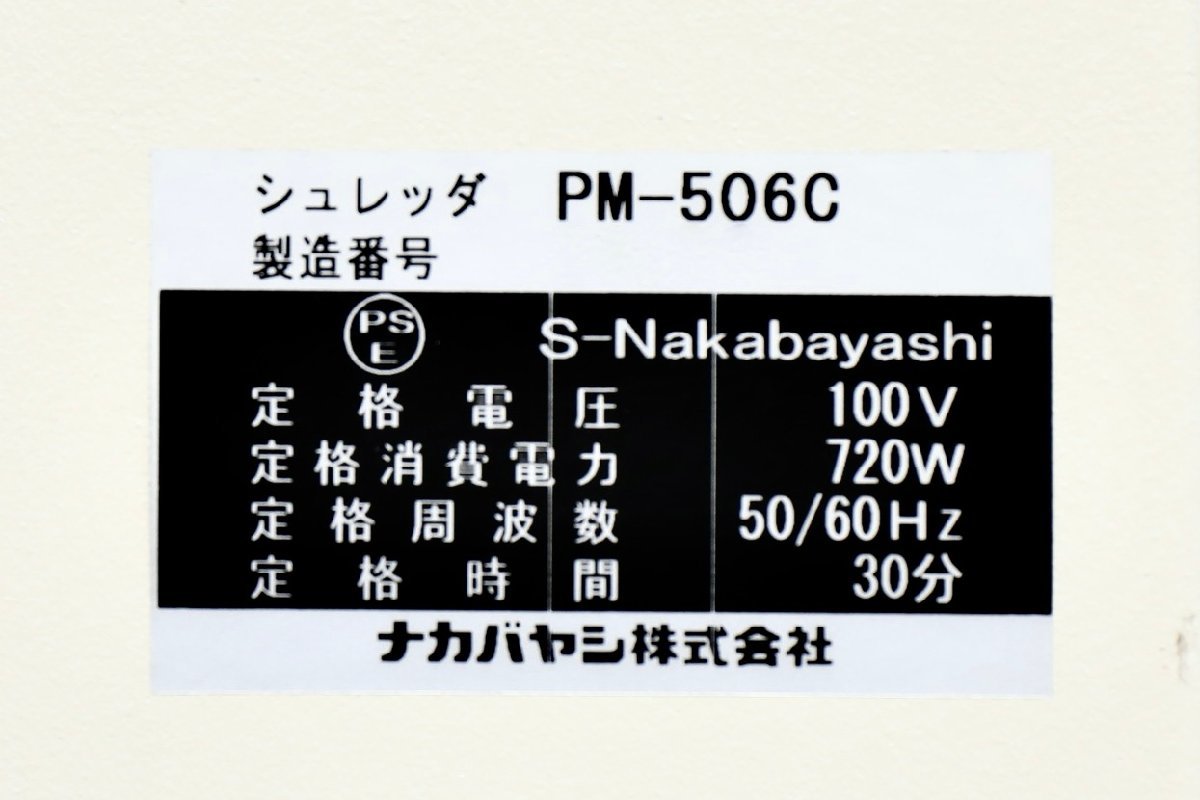 シュレッダ PM-506C
製造番号
PS E S-Nakabayashi
定格電圧 100V
定格消費電力 720W
定格周波数 50/60Hz
定格時間 30分
ナカバヤシ株式会社